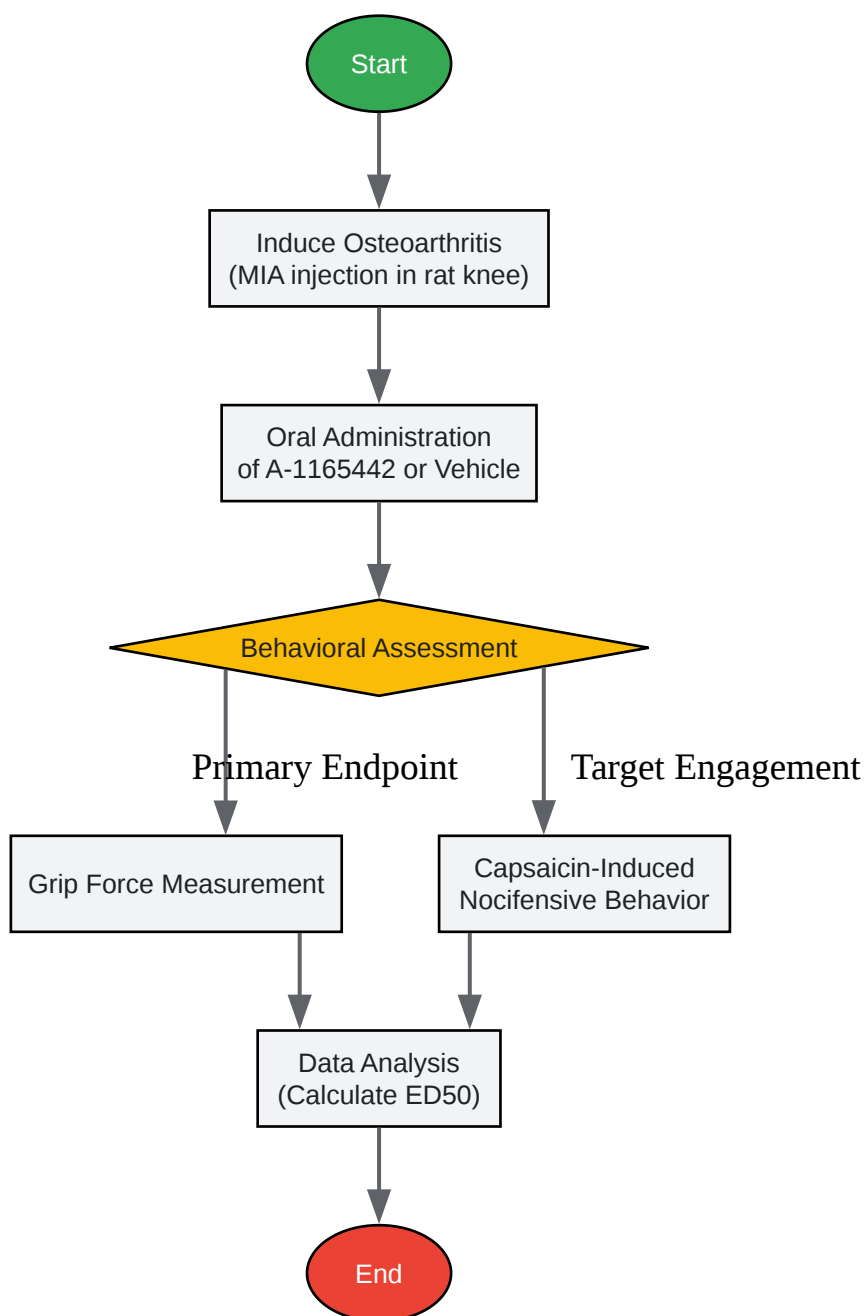 Start
Induce Osteoarthritis
(MIA injection in rat knee)
Oral Administration
of A-1165442 or Vehicle
Behavioral Assessment
Primary Endpoint
Target Engagement
Grip Force Measurement
Capsaicin-Induced
Nocifensive Behavior
Data Analysis
(Calculate ED50)
End